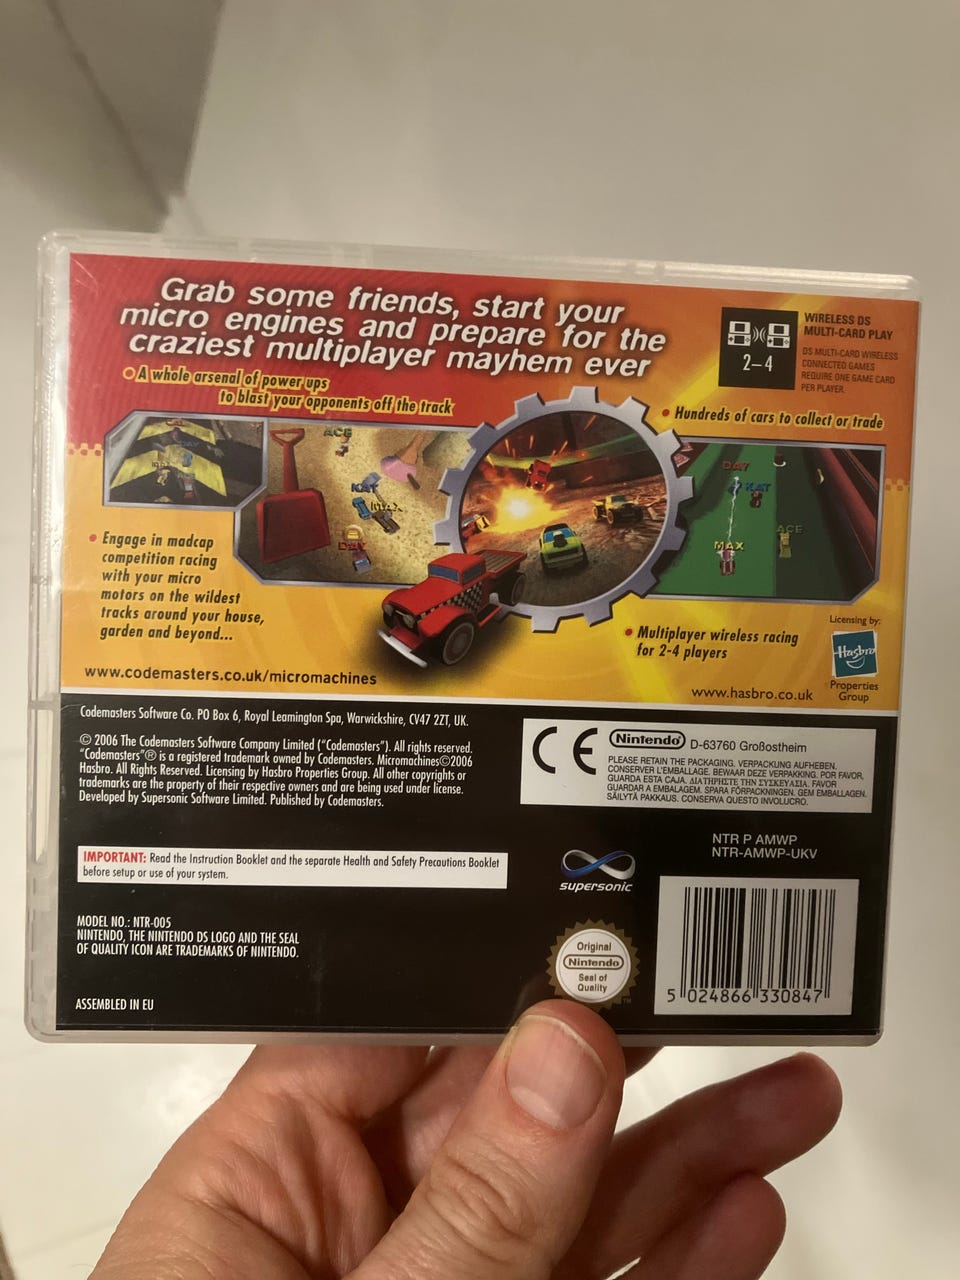 Grab some friends, start your
micro engines and prepare for the
craziest multiplayer mayhem ever
A whole arsenal of power ups
to blast your opponents off the track
2–4
WIRELESS DS
MULTI-CARD PLAY
DS MULTI-CARD WIRELESS
CONNECTED GAMES
REQUIRE ONE GAME CARD
PER PLAYER.
Hundreds of cars to collect or trade
ACE
KAT
MAX
DAY
DAY
KAT
ACE
MAX
Engage in madcap
competition racing
with your micro
motors on the wildest
tracks around your house,
garden and beyond...
Multiplayer wireless racing
for 2-4 players
Licensing by:
Hasbro
Properties
Group
www.codemasters.co.uk/micromachines
www.hasbro.co.uk
Codemasters Software Co. PO Box 6, Royal Leamington Spa, Warwickshire, CV47 2ZT, UK.
© 2006 The Codemasters Software Company Limited ("Codemasters"). All rights reserved.
"Codemasters"® is a registered trademark owned by Codemasters. Micromachines©2006
Hasbro. All Rights Reserved. Licensing by Hasbro Properties Group. All other copyrights or
trademarks are the property of their respective owners and are being used under license.
Developed by Supersonic Software Limited. Published by Codemasters.
CE
Nintendo D-63760 Großostheim
PLEASE RETAIN THE PACKAGING. VERPACKUNG AUFHEBEN.
CONSERVER L'EMBALLAGE. BEWAAR DEZE VERPAKKING. POR FAVOR,
GUARDA ESTA CAJA. ΔΙΑΤΗΡΗΣΤΕ ΤΗΝ ΣΥΣΚΕΥΑΣΙΑ. FAVOR
GUARDAR A EMBALAGEM. SPARA FÖRPACKNINGEN. GEM EMBALLAGEN.
SÄILYTÄ PAKKAUS. CONSERVA QUESTO INVOLUCRO.
NTR P AMWP
NTR-AMWP-UKV
IMPORTANT: Read the Instruction Booklet and the separate Health and Safety Precautions Booklet
before setup or use of your system.
supersonic
MODEL NO.: NTR-005
NINTENDO, THE NINTENDO DS LOGO AND THE SEAL
OF QUALITY ICON ARE TRADEMARKS OF NINTENDO.
Original
Nintendo
Seal of
Quality
TM
5 024866 330847
ASSEMBLED IN EU